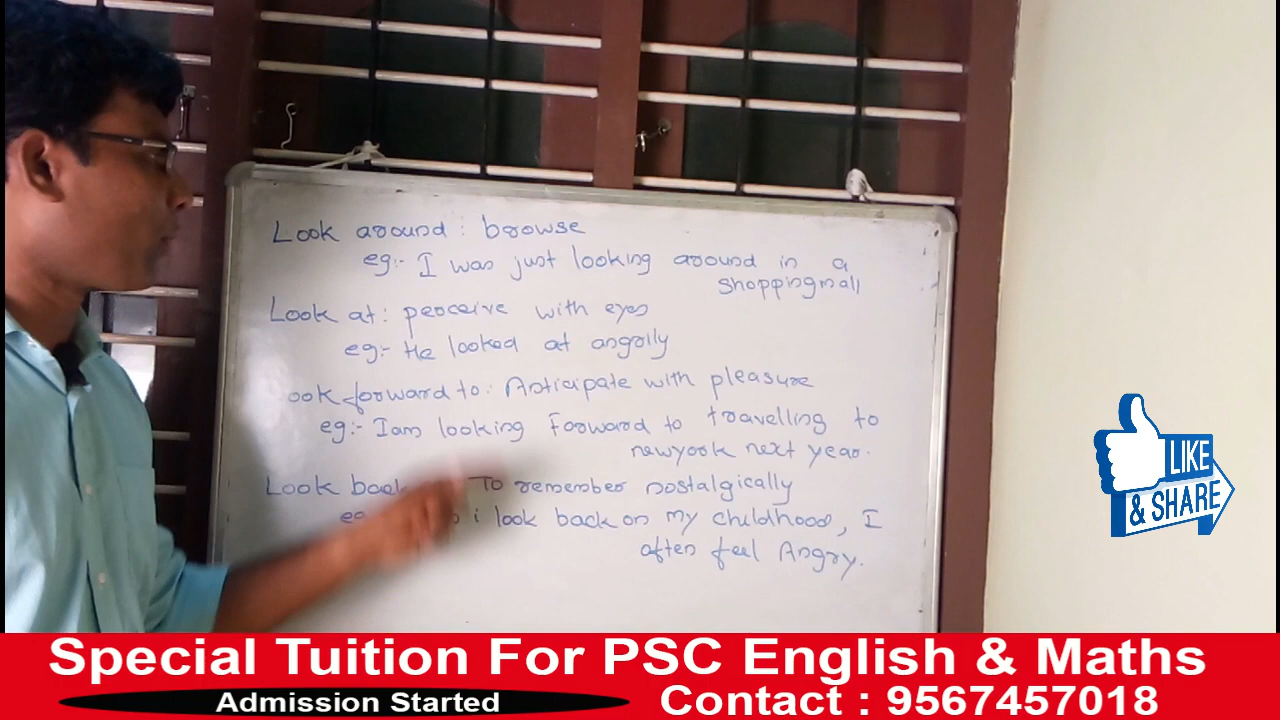 Look around : browse
eg:- I was just looking around in a
shoppingmall
Look at : perceive with eyes
eg:- He looked at angrily
ook forward to : Anticipate with pleasure
eg:- I am looking Forward to travelling to
newyork next year.
Look back To remember nostalgically
eg i look back on my childhood, I
often feel Angry.
LIKE
& SHARE
Special Tuition For PSC English & Maths
Admission Started
Contact : 9567457018